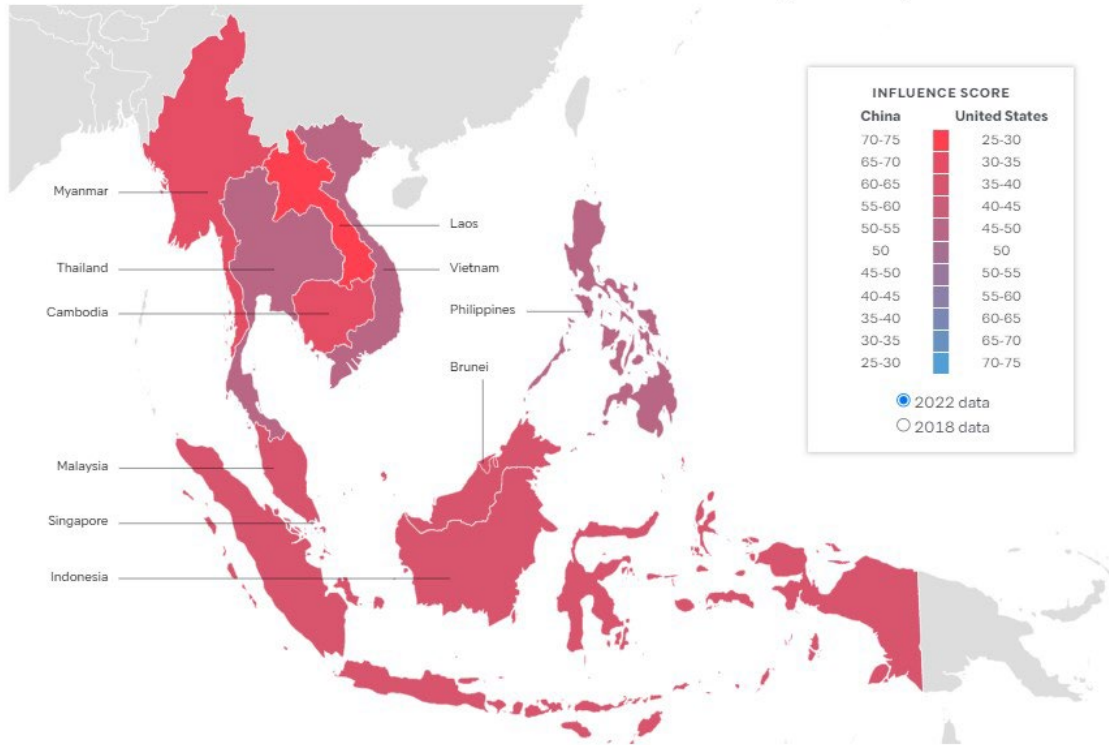 INFLUENCE SCORE
China United States
70-75 25-30
65-70 30-35
60-65 35-40
55-60 40-45
50-55 45-50
50 50
45-50 50-55
40-45 55-60
35-40 60-65
30-35 65-70
25-30 70-75
2022 data
2018 data
Myanmar
Laos
Thailand
Vietnam
Cambodia
Philippines
Brunei
Malaysia
Singapore
Indonesia